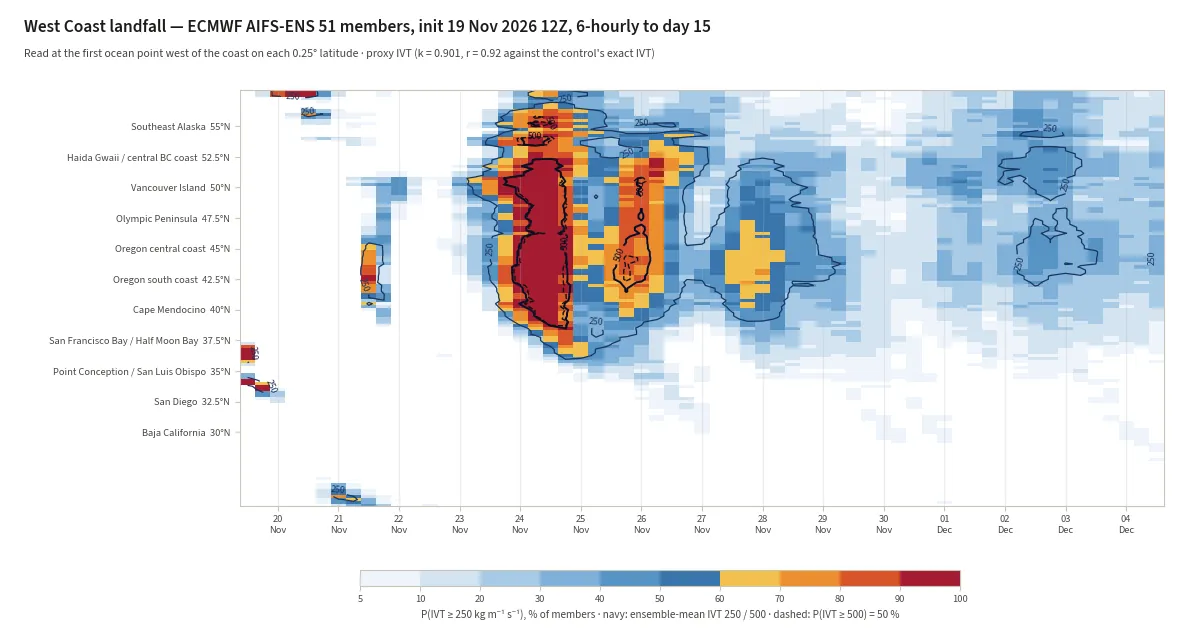 West Coast landfall — ECMWF AIFS-ENS 51 members, init 19 Nov 2026 12Z, 6-hourly to day 15
Read at the first ocean point west of the coast on each 0.25° latitude · proxy IVT (k = 0.901, r = 0.92 against the control's exact IVT)
Southeast Alaska 55°N
Haida Gwaii / central BC coast 52.5°N
Vancouver Island 50°N
Olympic Peninsula 47.5°N
Oregon central coast 45°N
Oregon south coast 42.5°N
Cape Mendocino 40°N
San Francisco Bay / Half Moon Bay 37.5°N
Point Conception / San Luis Obispo 35°N
San Diego 32.5°N
Baja California 30°N
250
250
250
250
500
250
250
250
250
500
250
250
250
250
20 Nov
21 Nov
22 Nov
23 Nov
24 Nov
25 Nov
26 Nov
27 Nov
28 Nov
29 Nov
30 Nov
01 Dec
02 Dec
03 Dec
04 Dec
5 10 20 30 40 50 60 70 80 90 100
P(IVT ≥ 250 kg m⁻¹ s⁻¹), % of members · navy: ensemble-mean IVT 250 / 500 · dashed: P(IVT ≥ 500) = 50 %